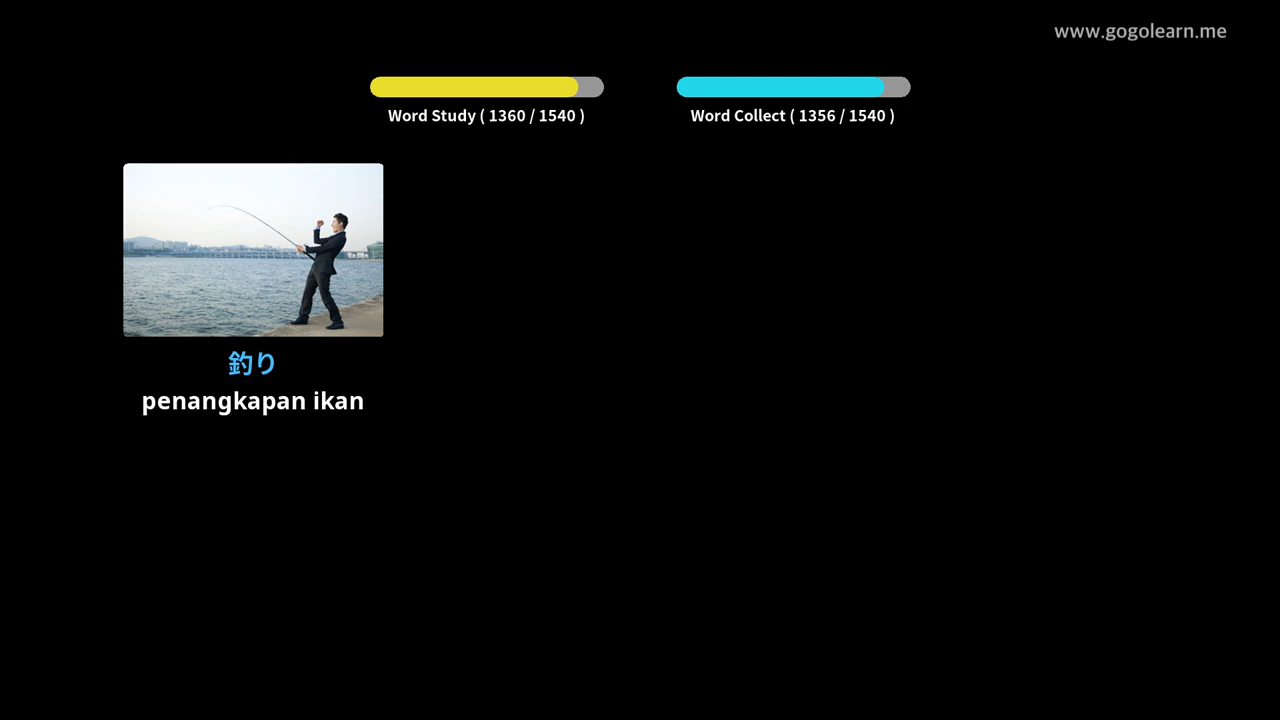 www.gogolearn.me
Word Study ( 1360 / 1540 )
Word Collect ( 1356 / 1540 )
釣り
penangkapan ikan